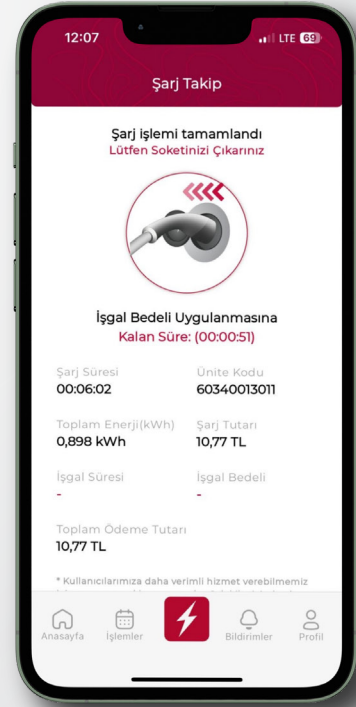 12:07
LTE 69
Şarj Takip
Şarj işlemi tamamlandı
Lütfen Soketinizi Çıkarınız
İşgal Bedeli Uygulanmasına
Kalan Süre: (00:00:51)
Şarj Süresi
00:06:02
Ünite Kodu
60340013011
Toplam Enerji(kWh)
0,898 kWh
Şarj Tutarı
10,77 TL
İşgal Süresi
-
İşgal Bedeli
-
Toplam Ödeme Tutarı
10,77 TL
* Kullanıcılarımıza daha verimli hizmet verebilmemiz
Anasayfa
İşlemler
Bildirimler
Profil